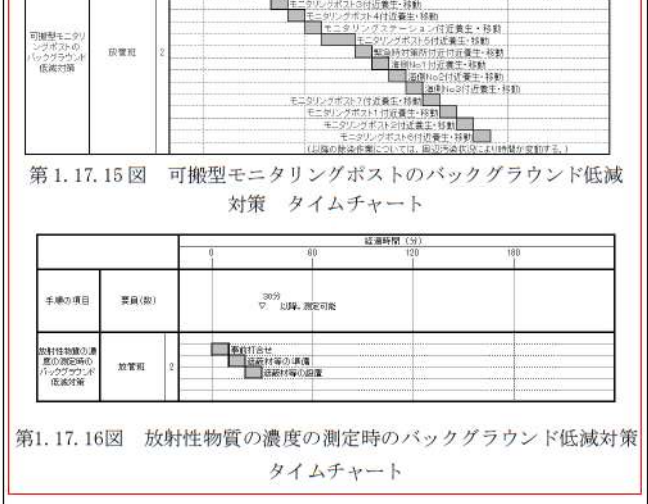 モニタリングポスト3付近養生・移動
モニタリングポスト4付近養生・移動
モニタリングステーション付近養生・移動
モニタリングポスト5付近養生・移動
緊急時対策所付近付近養生・移動
海側No1付近養生・移動
海側No2付近養生・移動
海側No3付近養生・移動
モニタリングポスト7付近養生・移動
モニタリングポスト1付近養生・移動
モニタリングポスト2付近養生・移動
モニタリングポスト6付近養生・移動
(以降の除染作業については、周辺汚染状況により時間が変動する。)
可搬型モニタリ
ングポストの
バックグラウンド
低減対策
放管班
2
第1.17.15図 可搬型モニタリングポストのバックグラウンド低減
対策 タイムチャート
経過時間(分)
0 60 120 180
手順の項目
要員(数)
30分
▽ 以降、測定可能
放射性物質の濃
度の測定時の
バックグラウンド
低減対策
放管班
2
事前打合せ
遮蔽材等の準備
遮蔽材等の設置
第1.17.16図 放射性物質の濃度の測定時のバックグラウンド低減対策
タイムチャート